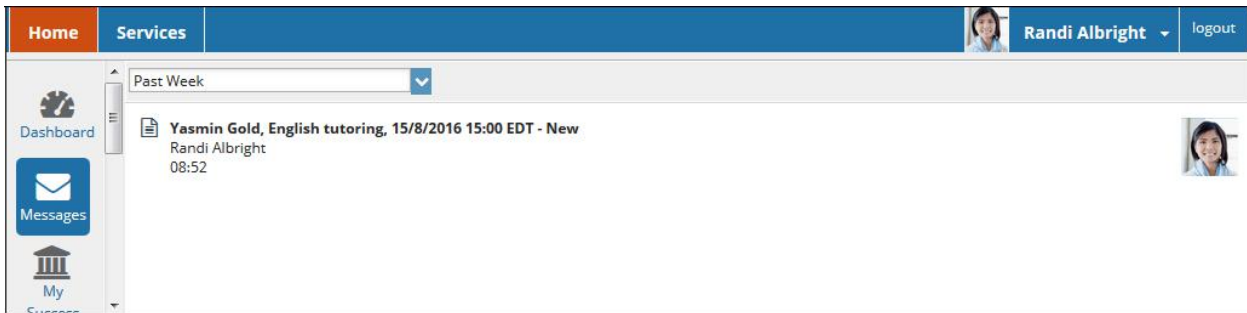 Home Services Randi Albright logout
Past Week
Dashboard
Yasmin Gold, English tutoring, 15/8/2016 15:00 EDT - New
Randi Albright
08:52
Messages
My
Success